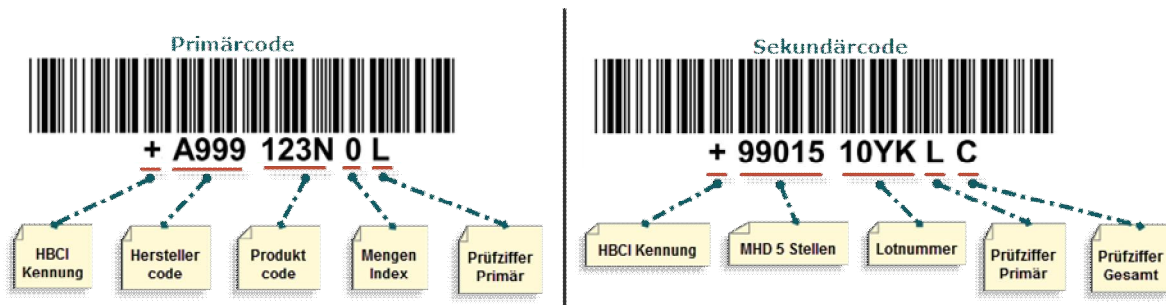 Primärcode
+ A999 123N 0 L
HBCI
Kennung
Hersteller
code
Produkt
code
Mengen
Index
Prüfziffer
Primär
Sekundärcode
+ 99015 10YK L C
HBCI Kennung
MHD 5 Stellen
Lotnummer
Prüfziffer
Primär
Prüfziffer
Gesamt